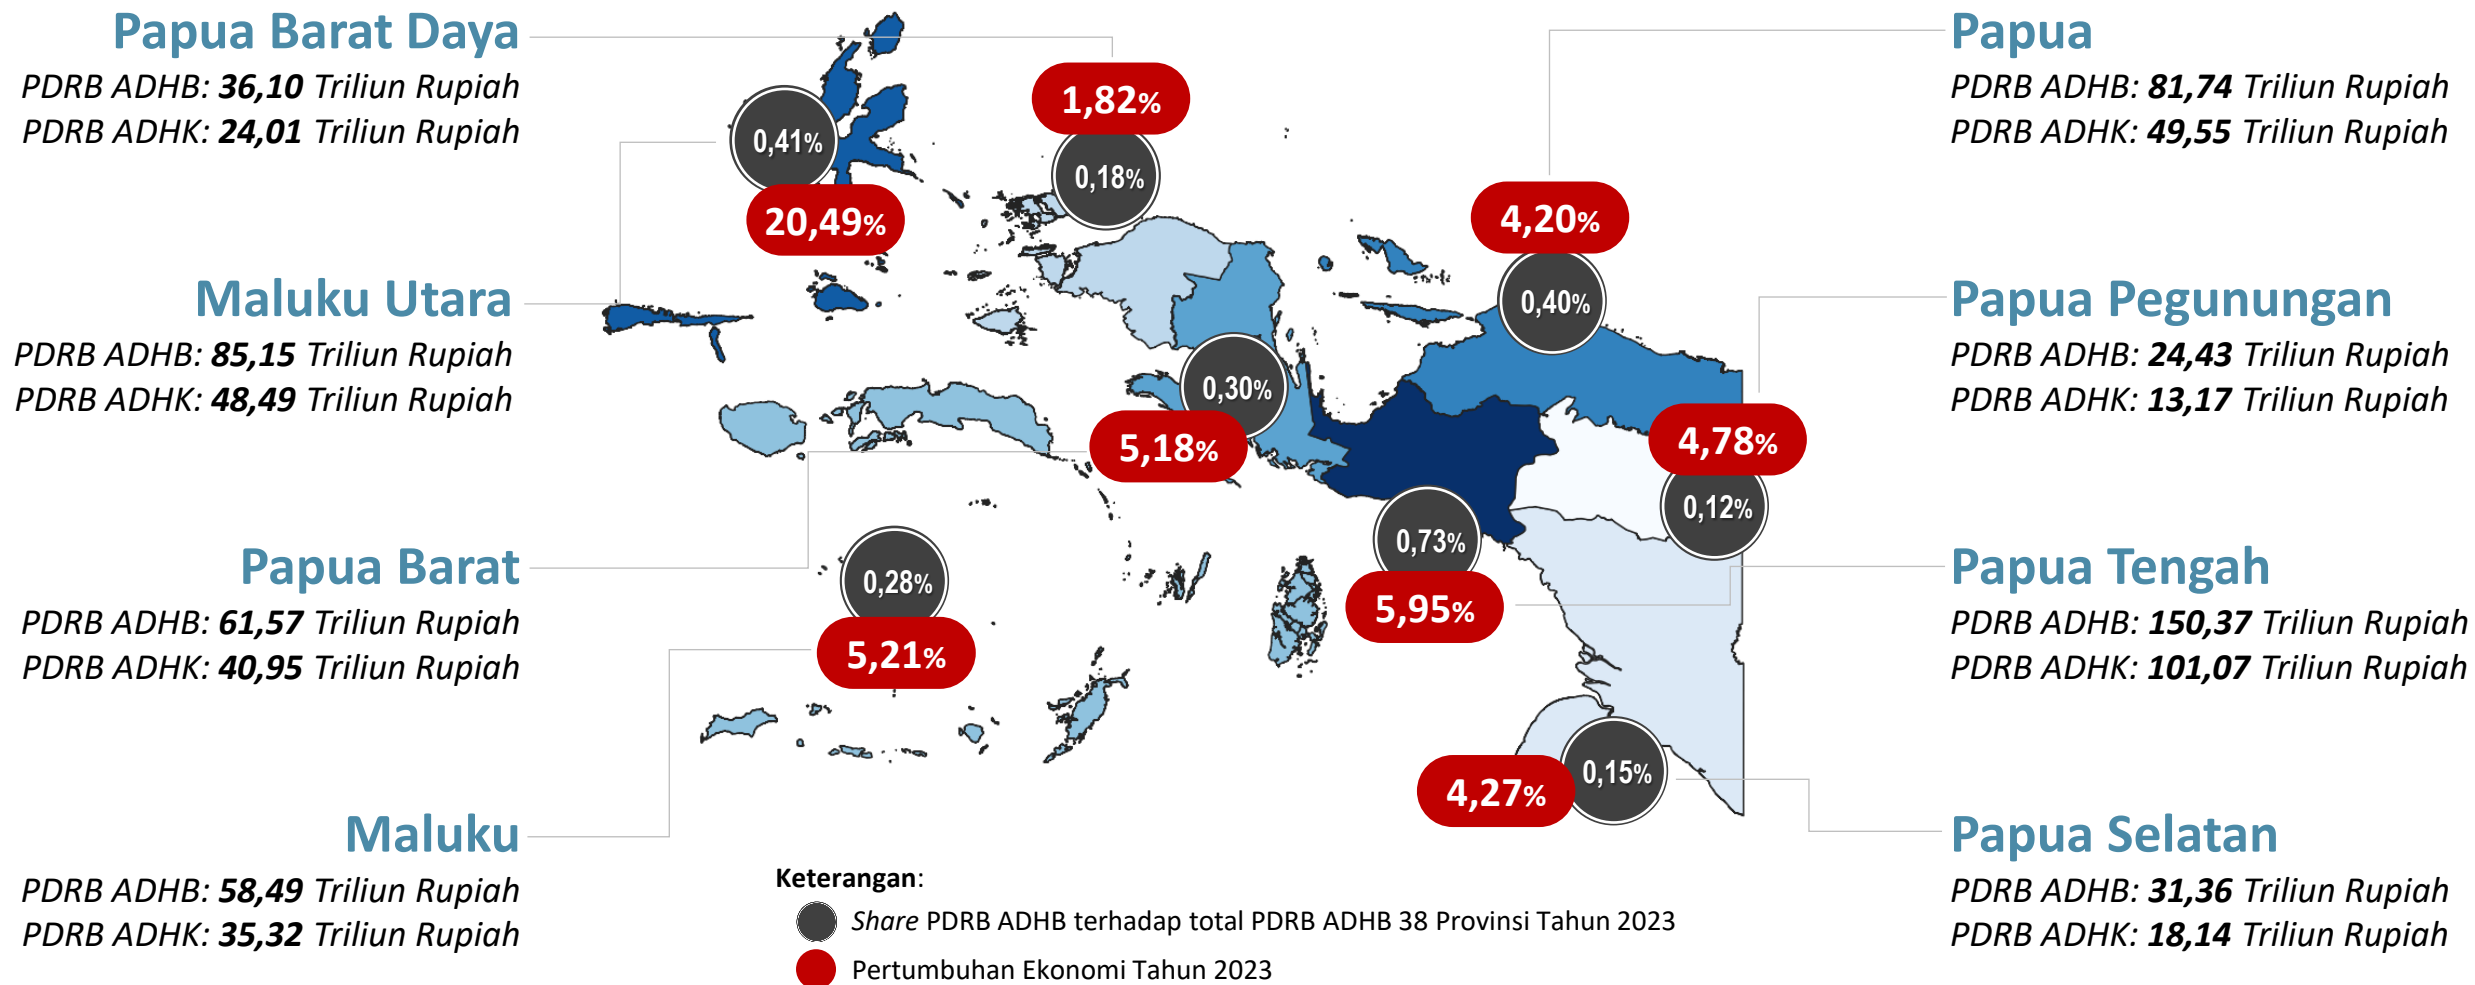 Papua Barat Daya
PDRB ADHB: 36,10 Triliun Rupiah
PDRB ADHK: 24,01 Triliun Rupiah
Maluku Utara
PDRB ADHB: 85,15 Triliun Rupiah
PDRB ADHK: 48,49 Triliun Rupiah
Papua Barat
PDRB ADHB: 61,57 Triliun Rupiah
PDRB ADHK: 40,95 Triliun Rupiah
Maluku
PDRB ADHB: 58,49 Triliun Rupiah
PDRB ADHK: 35,32 Triliun Rupiah
0,41%
20,49%
1,82%
0,18%
0,30%
5,18%
0,28%
5,21%
4,20%
0,40%
4,78%
0,12%
0,73%
5,95%
0,15%
4,27%
Papua
PDRB ADHB: 81,74 Triliun Rupiah
PDRB ADHK: 49,55 Triliun Rupiah
Papua Pegunungan
PDRB ADHB: 24,43 Triliun Rupiah
PDRB ADHK: 13,17 Triliun Rupiah
Papua Tengah
PDRB ADHB: 150,37 Triliun Rupiah
PDRB ADHK: 101,07 Triliun Rupiah
Papua Selatan
PDRB ADHB: 31,36 Triliun Rupiah
PDRB ADHK: 18,14 Triliun Rupiah
Keterangan:
Share PDRB ADHB terhadap total PDRB ADHB 38 Provinsi Tahun 2023
Pertumbuhan Ekonomi Tahun 2023